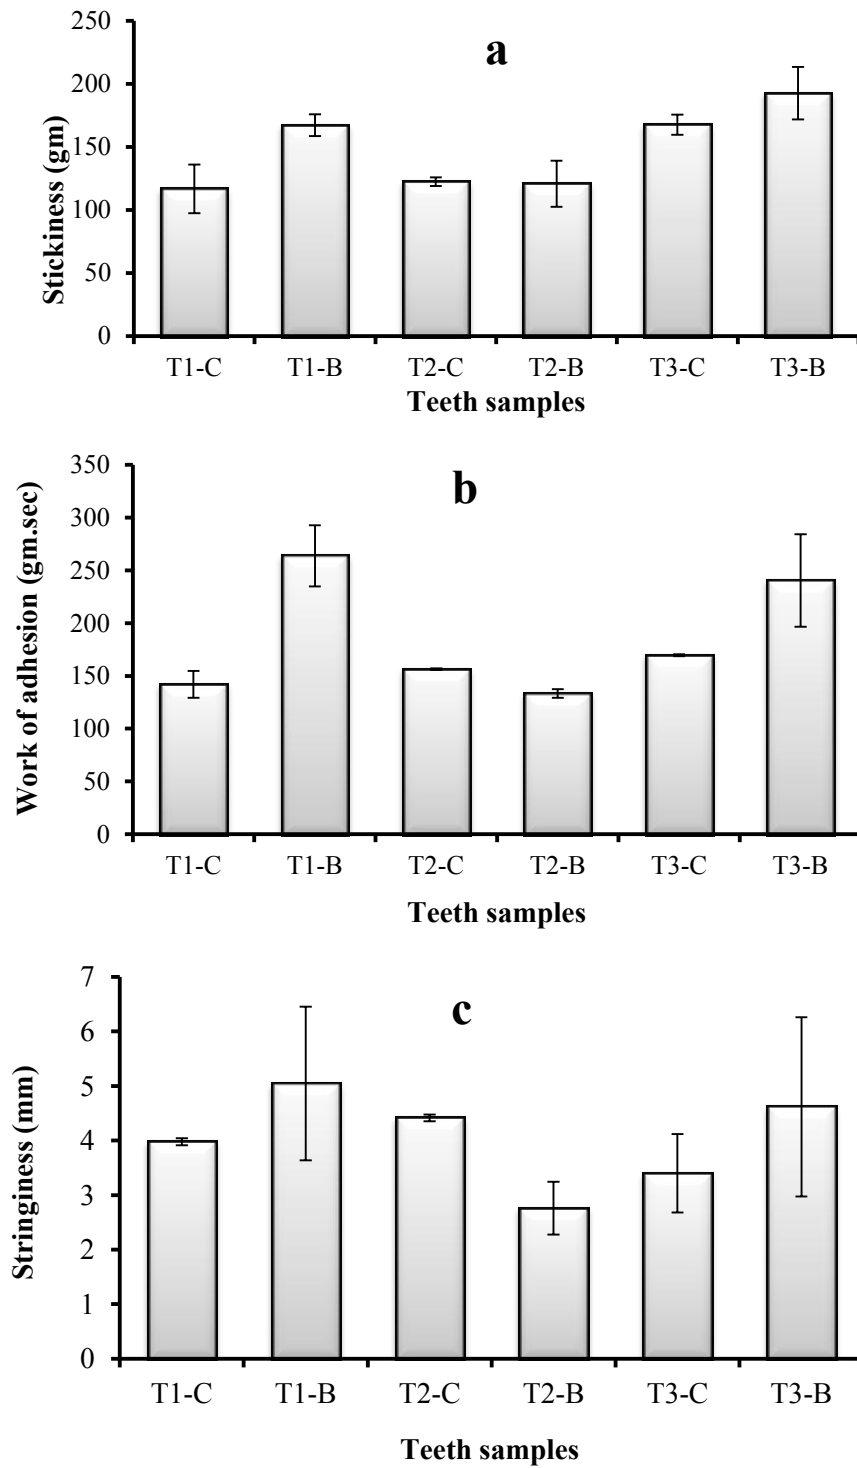 a
Stickiness (gm)
250
200
150
100
50
0
T1-C T1-B T2-C T2-B T3-C T3-B
Teeth samples
b
Work of adhesion (gm.sec)
350
300
250
200
150
100
50
0
T1-C T1-B T2-C T2-B T3-C T3-B
Teeth samples
c
Stringiness (mm)
7
6
5
4
3
2
1
0
T1-C T1-B T2-C T2-B T3-C T3-B
Teeth samples